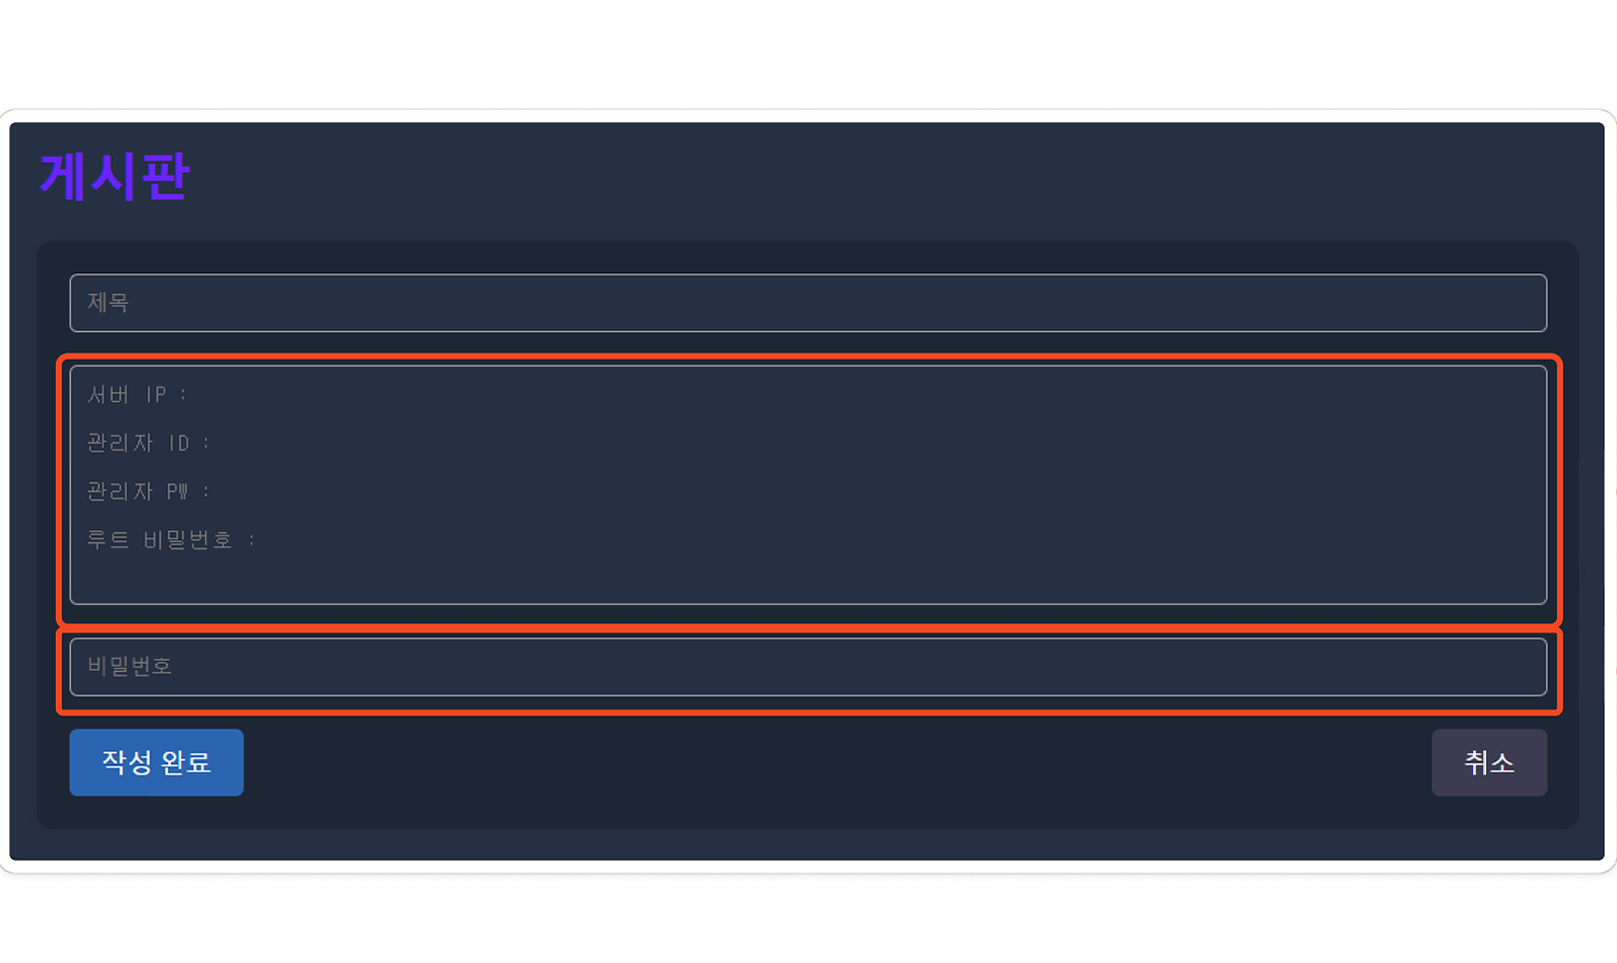 게시판
제목
서버 IP :
관리자 ID :
관리자 PW :
루트 비밀번호 :
비밀번호
작성 완료
취소